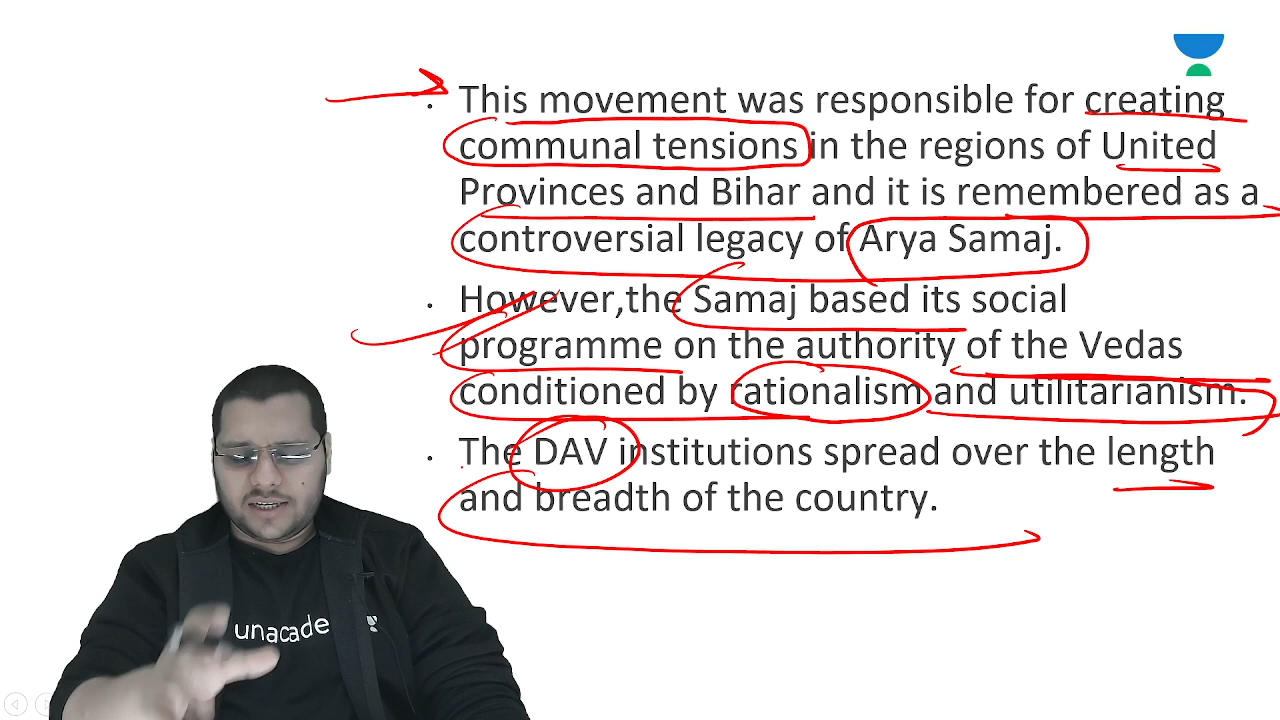 . This movement was responsible for creating
communal tensions in the regions of United
Provinces and Bihar and it is remembered as a
controversial legacy of Arya Samaj.
. However,the Samaj based its social
programme on the authority of the Vedas
conditioned by rationalism and utilitarianism.
. The DAV institutions spread over the length
and breadth of the country.
unacade